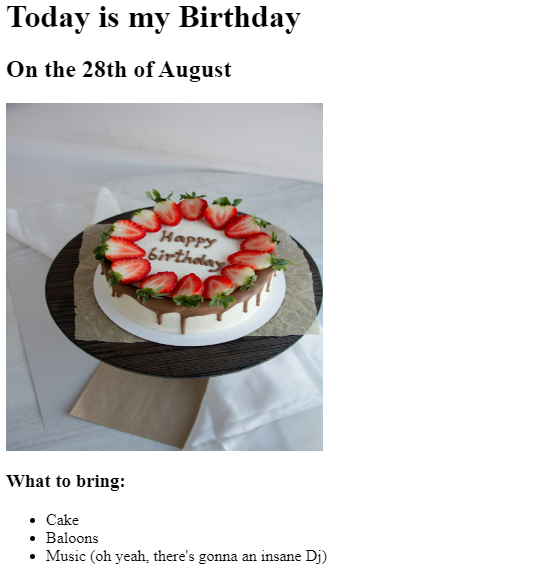 Today is my Birthday
On the 28th of August
Happy
birthday
What to bring:
Cake
Baloons
Music (oh yeah, there's gonna an insane Dj)